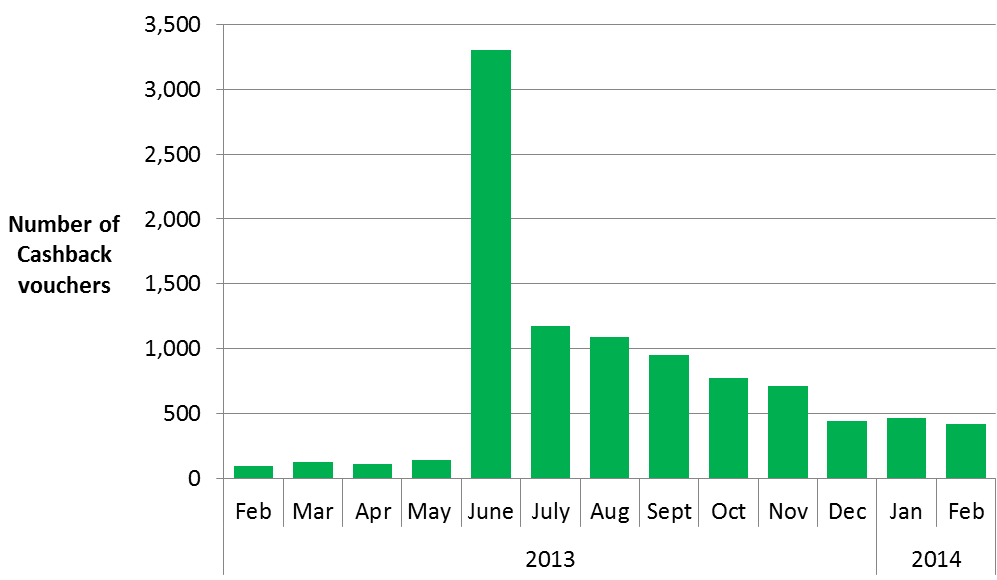 3,500
3,000
2,500
2,000
1,500
1,000
500
0
Number of
Cashback
vouchers
Feb Mar Apr May June July Aug Sept Oct Nov Dec Jan Feb
2013 2014